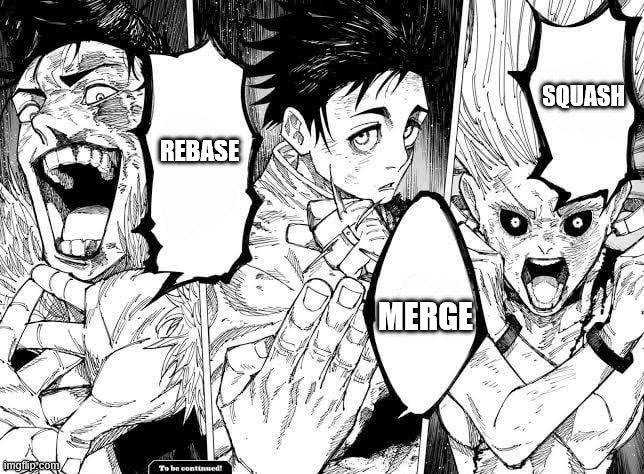 SQUASH
REBASE
MERGE
To be continued!
imgflip.com